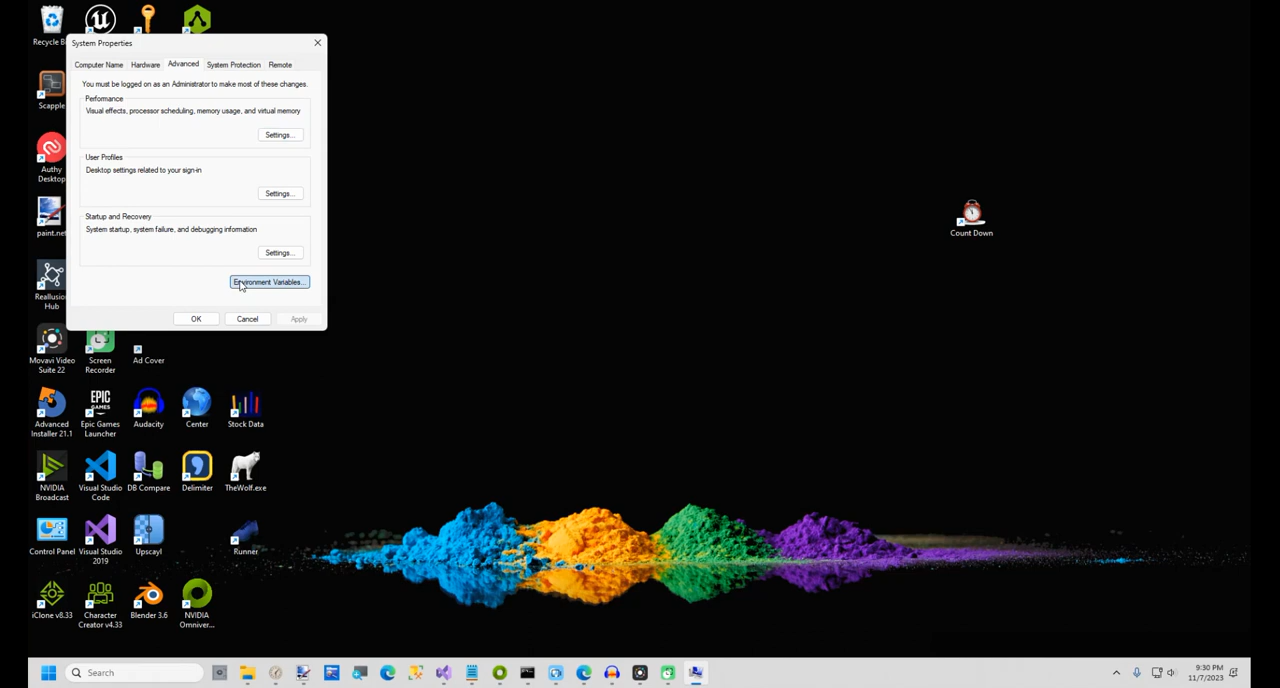 Recycle Bi
System Properties
Computer Name
Hardware
Advanced
System Protection
Remote
You must be logged on as an Administrator to make most of these changes.
Performance
Visual effects, processor scheduling, memory usage, and virtual memory
Settings...
User Profiles
Desktop settings related to your sign-in
Settings...
Startup and Recovery
System startup, system failure, and debugging information
Settings...
Environment Variables...
OK
Cancel
Apply
Scapple
Authy
Desktop
paint.net
Reallusion
Hub
Count Down
Movavi Video
Suite 22
Screen
Recorder
Ad Cover
Advanced
Installer 21.1
EPIC
GAMES
Epic Games
Launcher
Audacity
Center
Stock Data
NVIDIA
Broadcast
Visual Studio
Code
DB Compare
Delimiter
TheWolf.exe
Control Panel
Visual Studio
2019
Upscayl
Runner
iClone v8.33
Character
Creator v4.33
Blender 3.6
NVIDIA
Omniver...
Search
9:30 PM
11/7/2023